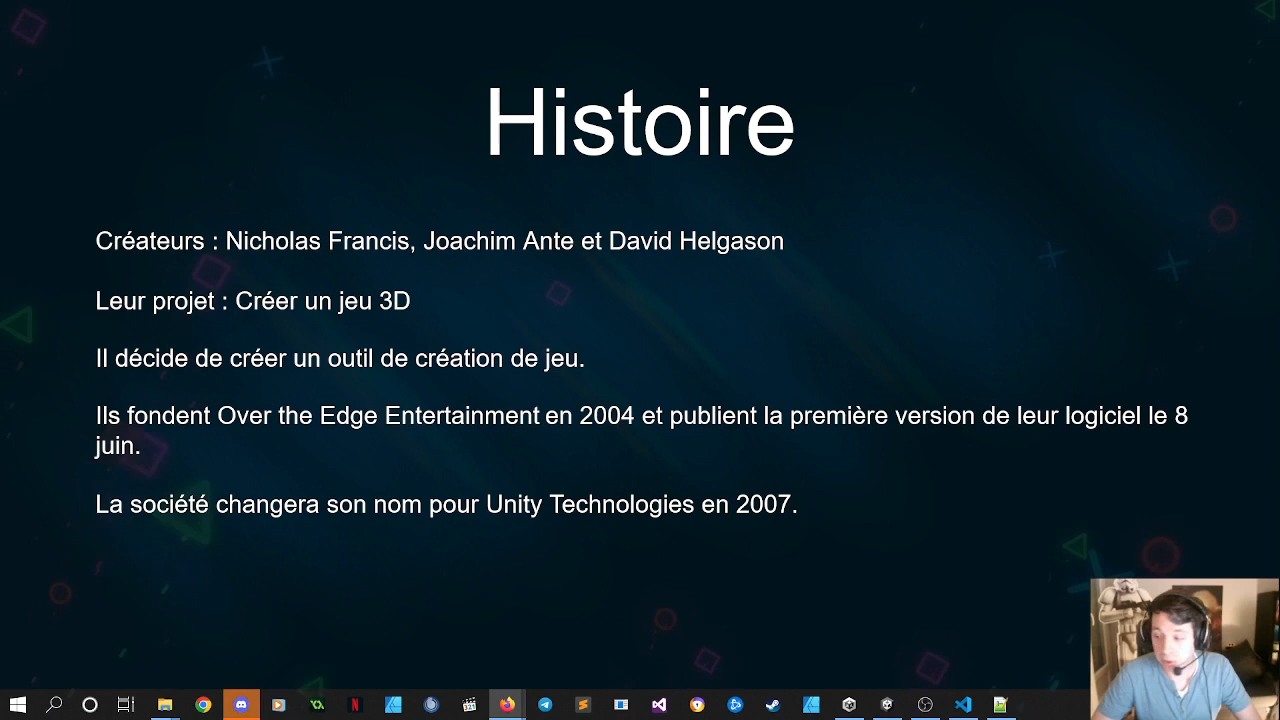 Histoire
Créateurs : Nicholas Francis, Joachim Ante et David Helgason
Leur projet : Créer un jeu 3D
Il décide de créer un outil de création de jeu.
Ils fondent Over the Edge Entertainment en 2004 et publient la première version de leur logiciel le 8
juin.
La société changera son nom pour Unity Technologies en 2007.